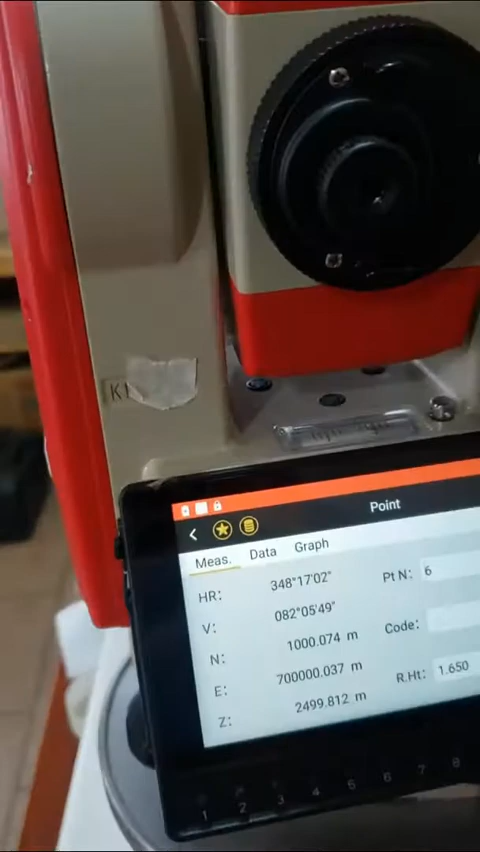 K1
Point
Meas. Data Graph
HR: 348°17'02" Pt N: 6
V: 082°05'49"
N: 1000.074 m Code:
E: 700000.037 m R.Ht: 1.650
Z: 2499.812 m
1 2 3 4 5 6 7 8